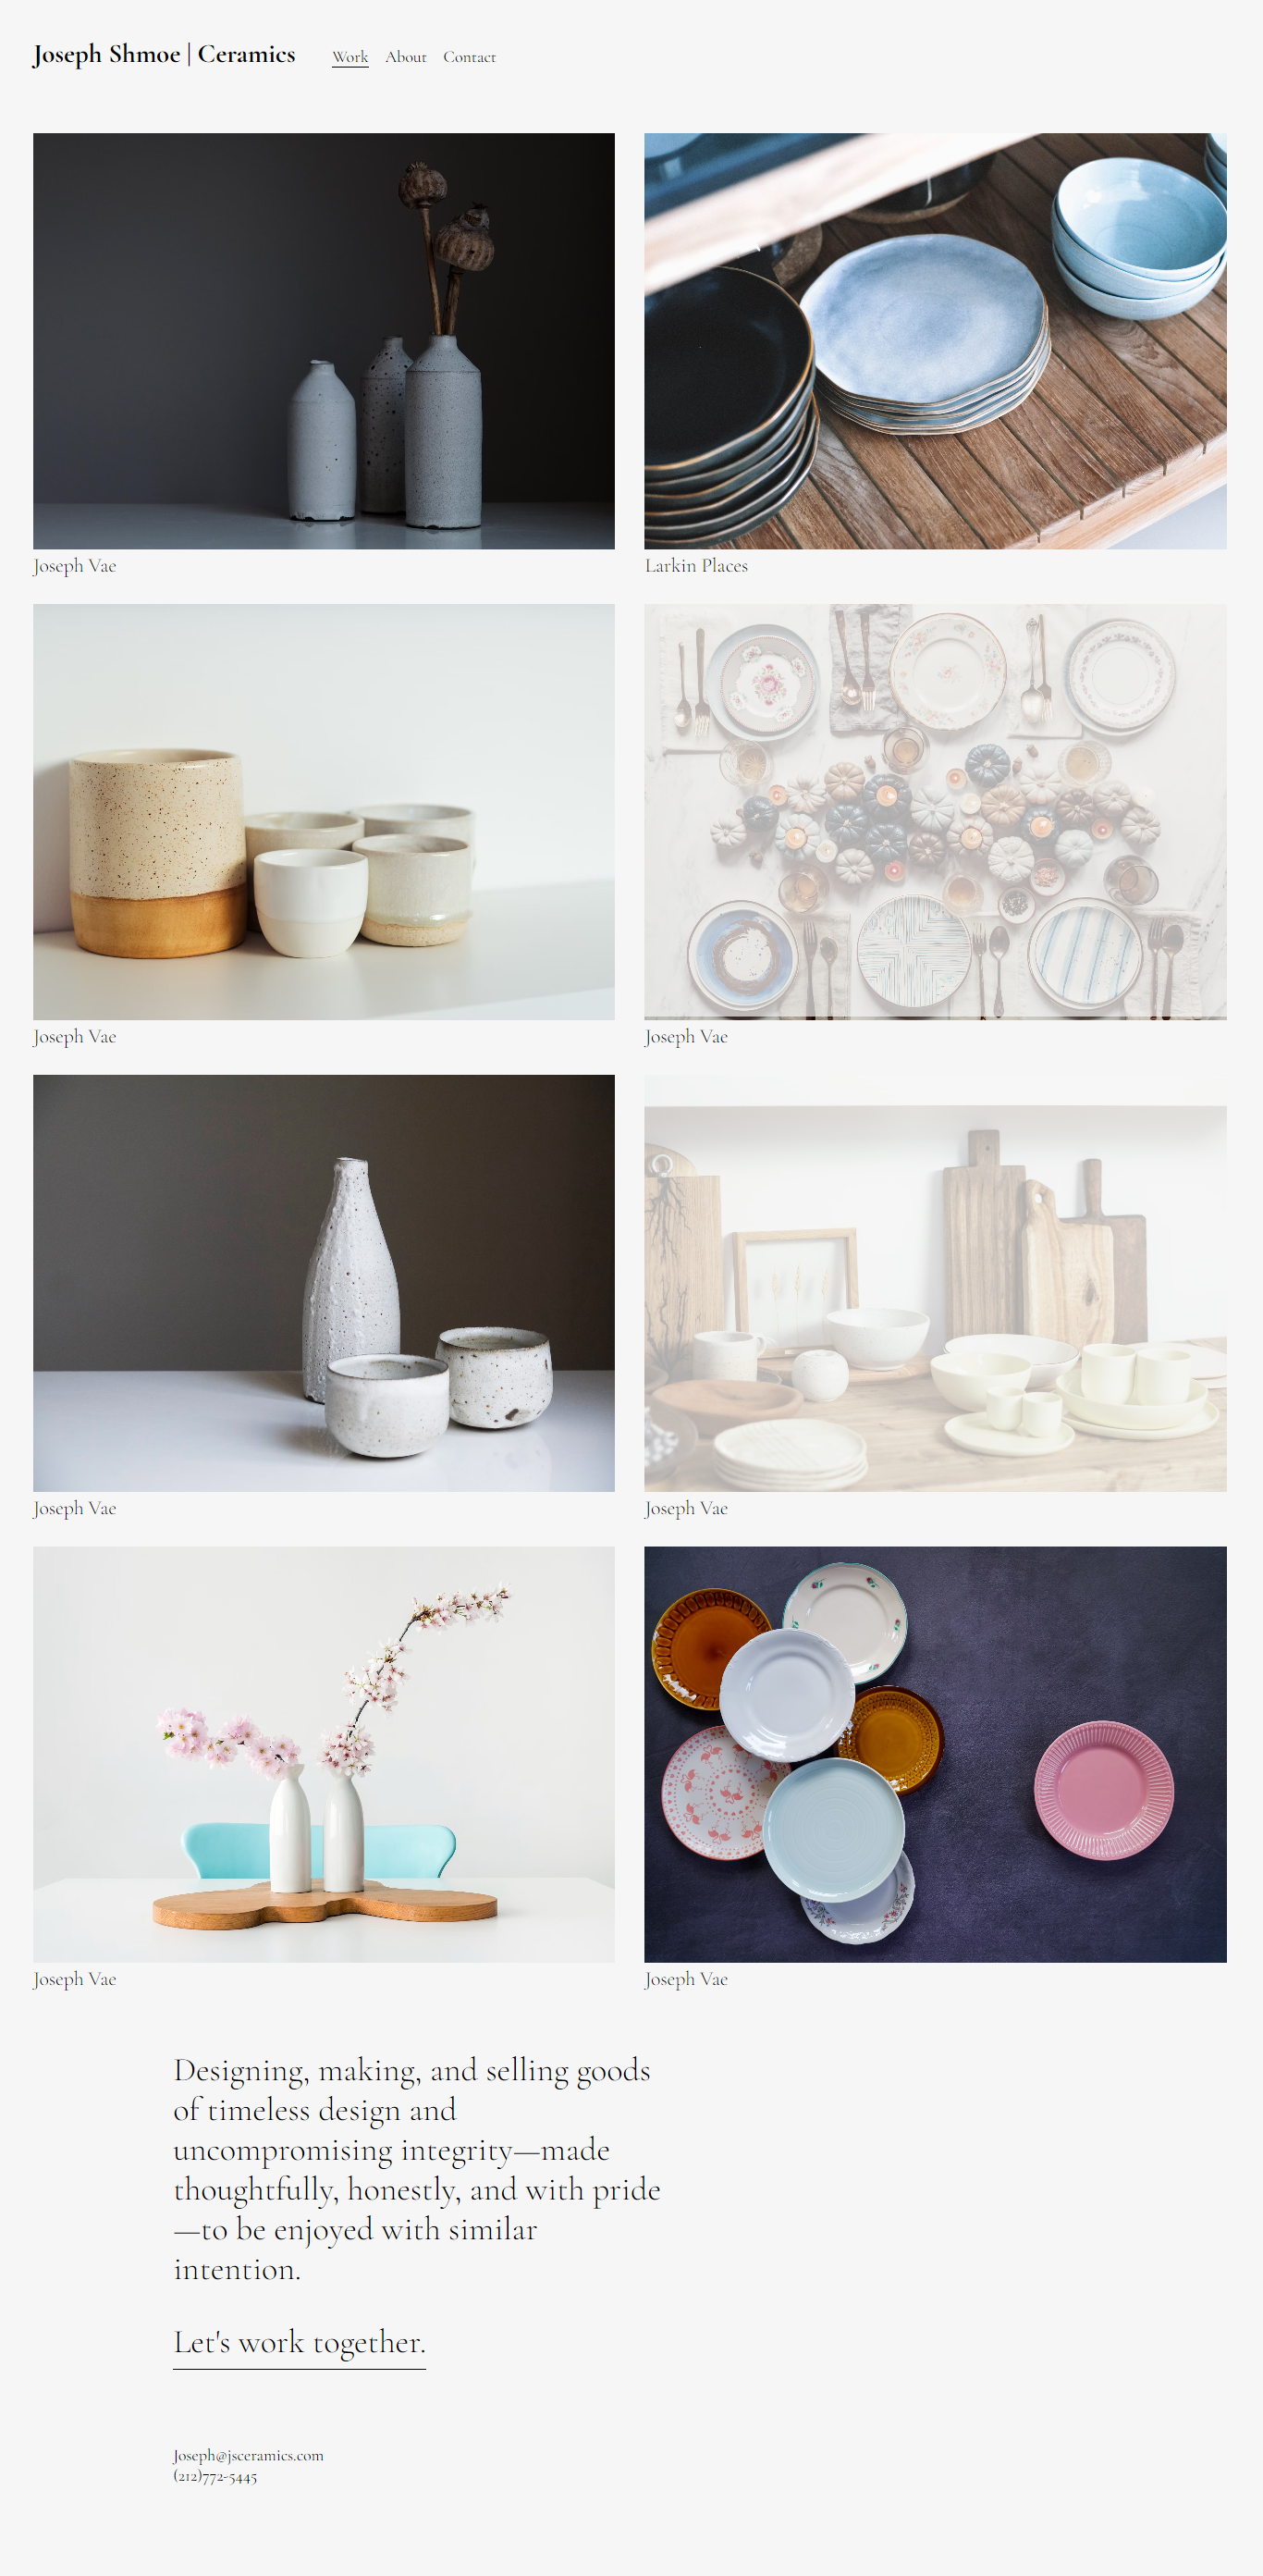 Joseph Shmoe | Ceramics Work About Contact
Joseph Vae Larkin Places
Joseph Vae Joseph Vae
Joseph Vae Joseph Vae
Joseph Vae Joseph Vae
Designing, making, and selling goods
of timeless design and
uncompromising integrity—made
thoughtfully, honestly, and with pride
—to be enjoyed with similar
intention.
Let's work together.
Joseph@jsceramics.com
(212)772-5445